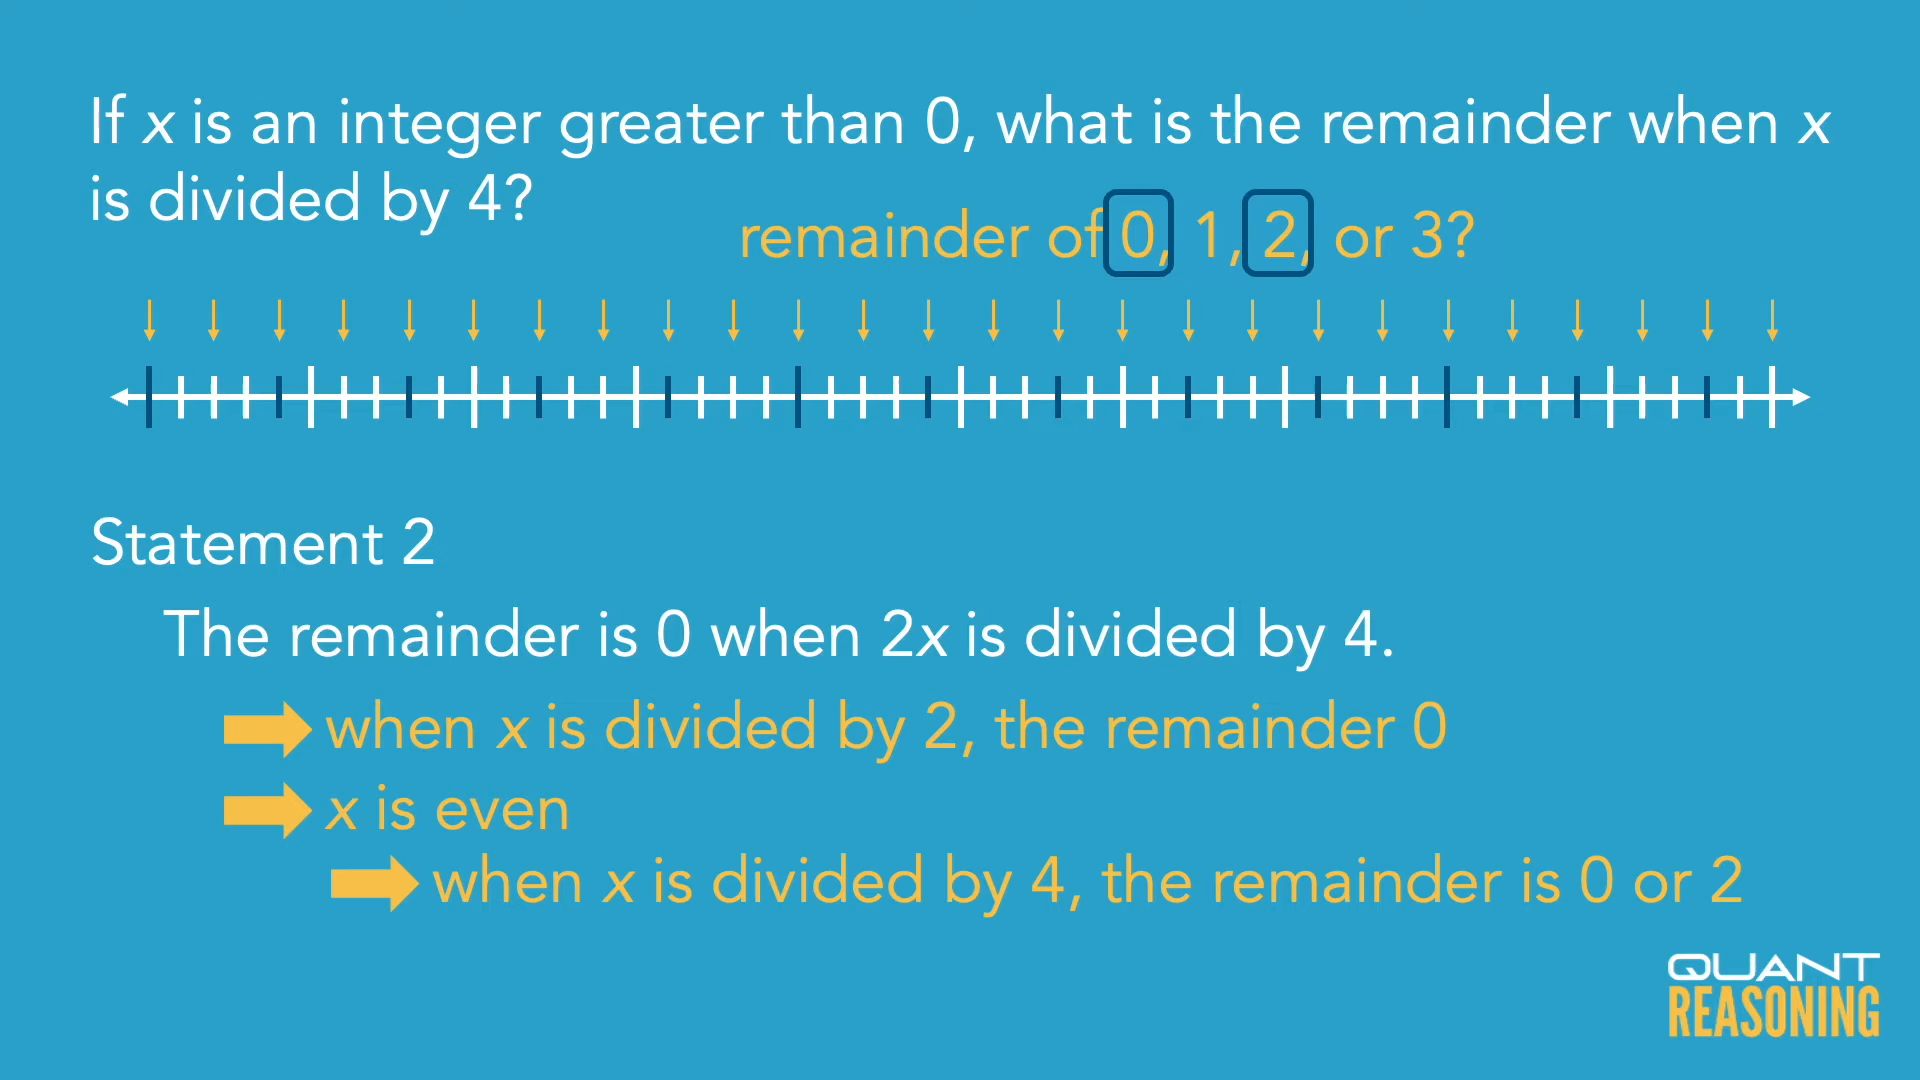 If x is an integer greater than 0, what is the remainder when x
is divided by 4?
remainder of 0, 1, 2, or 3?
Statement 2
The remainder is 0 when 2x is divided by 4.
when x is divided by 2, the remainder 0
x is even
when x is divided by 4, the remainder is 0 or 2
QUANT
REASONING